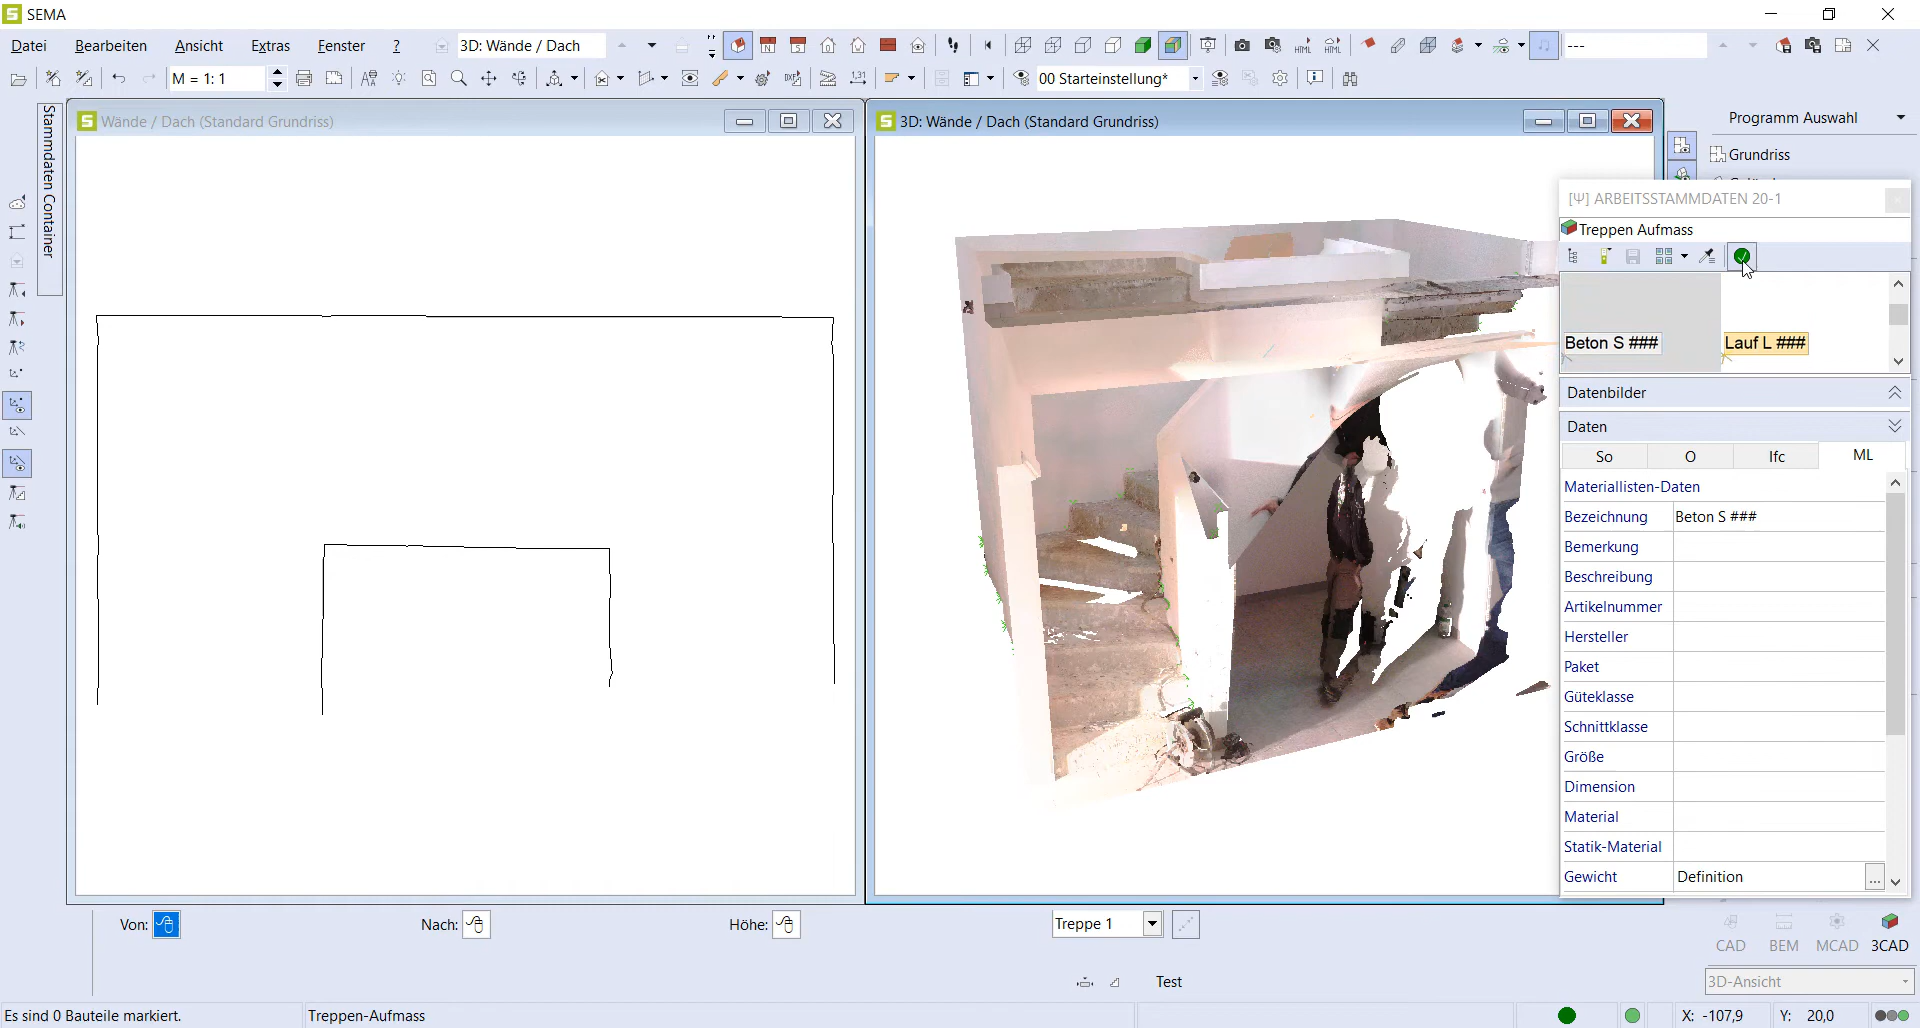 SEMA
Datei Bearbeiten Ansicht Extras Fenster ? 3D: Wände / Dach ---
M = 1: 1 00 Starteinstellung*
Stammdaten Container
Wände / Dach (Standard Grundriss)
3D: Wände / Dach (Standard Grundriss)
Programm Auswahl
Grundriss
[Ψ] ARBEITSSTAMMDATEN 20-1
Treppen Aufmass
Beton S ### Lauf L ###
Datenbilder
Daten
So O Ifc ML
Materiallisten-Daten
Bezeichnung Beton S ###
Bemerkung
Beschreibung
Artikelnummer
Hersteller
Paket
Güteklasse
Schnittklasse
Größe
Dimension
Material
Statik-Material
Gewicht Definition ...
Von: Nach: Höhe: Treppe 1
CAD BEM MCAD 3CAD
Test
3D-Ansicht
Es sind 0 Bauteile markiert. Treppen-Aufmass X: -107,9 Y: 20,0